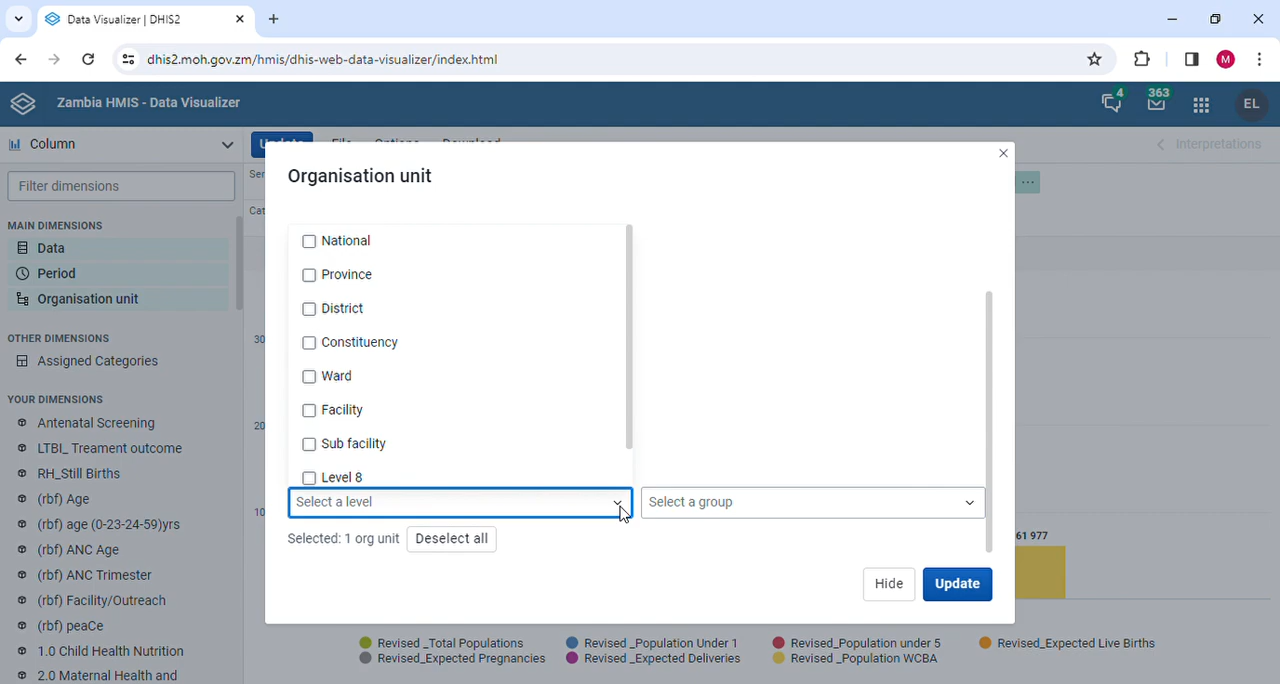 Data Visualizer | DHIS2
dhis2.moh.gov.zm/hmis/dhis-web-data-visualizer/index.html
M
Zambia HMIS - Data Visualizer
4
363
EL
Column
Update
File
Options
Download
Interpretations
Filter dimensions
MAIN DIMENSIONS
Data
Period
Organisation unit
OTHER DIMENSIONS
Assigned Categories
YOUR DIMENSIONS
Antenatal Screening
LTBI_ Treament outcome
RH_Still Births
(rbf) Age
(rbf) age (0-23-24-59)yrs
(rbf) ANC Age
(rbf) ANC Trimester
(rbf) Facility/Outreach
(rbf) peaCe
1.0 Child Health Nutrition
2.0 Maternal Health and
Organisation unit
National
Province
District
Constituency
Ward
Facility
Sub facility
Level 8
Select a level
Select a group
Selected: 1 org unit
Deselect all
Hide
Update
61 977
Revised _Total Populations
Revised _Population Under 1
Revised_Population under 5
Revised_Expected Live Births
Revised_Expected Pregnancies
Revised _Expected Deliveries
Revised _Population WCBA